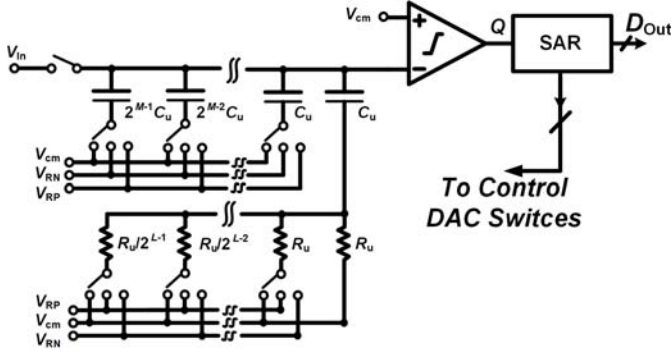 V_cm
Q
SAR
D_Out
V_In
2^{M-1}C_u
2^{M-2}C_u
C_u
C_u
V_cm
V_RN
V_RP
To Control
DAC Switces
R_u/2^{L-1}
R_u/2^{L-2}
R_u
R_u
V_RP
V_cm
V_RN